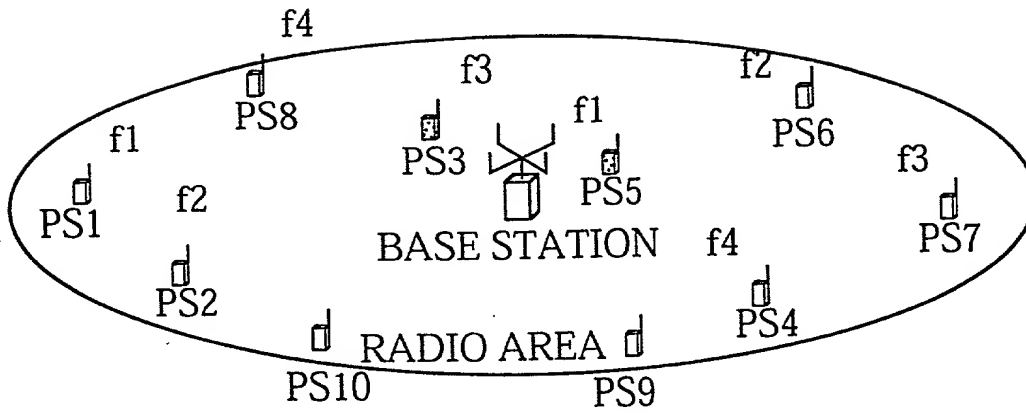 f4
f3
f2
PS8
f1
f1
PS6
PS3
f3
PS5
f2
PS1
PS7
BASE STATION
f4
PS2
PS4
RADIO AREA
PS10
PS9